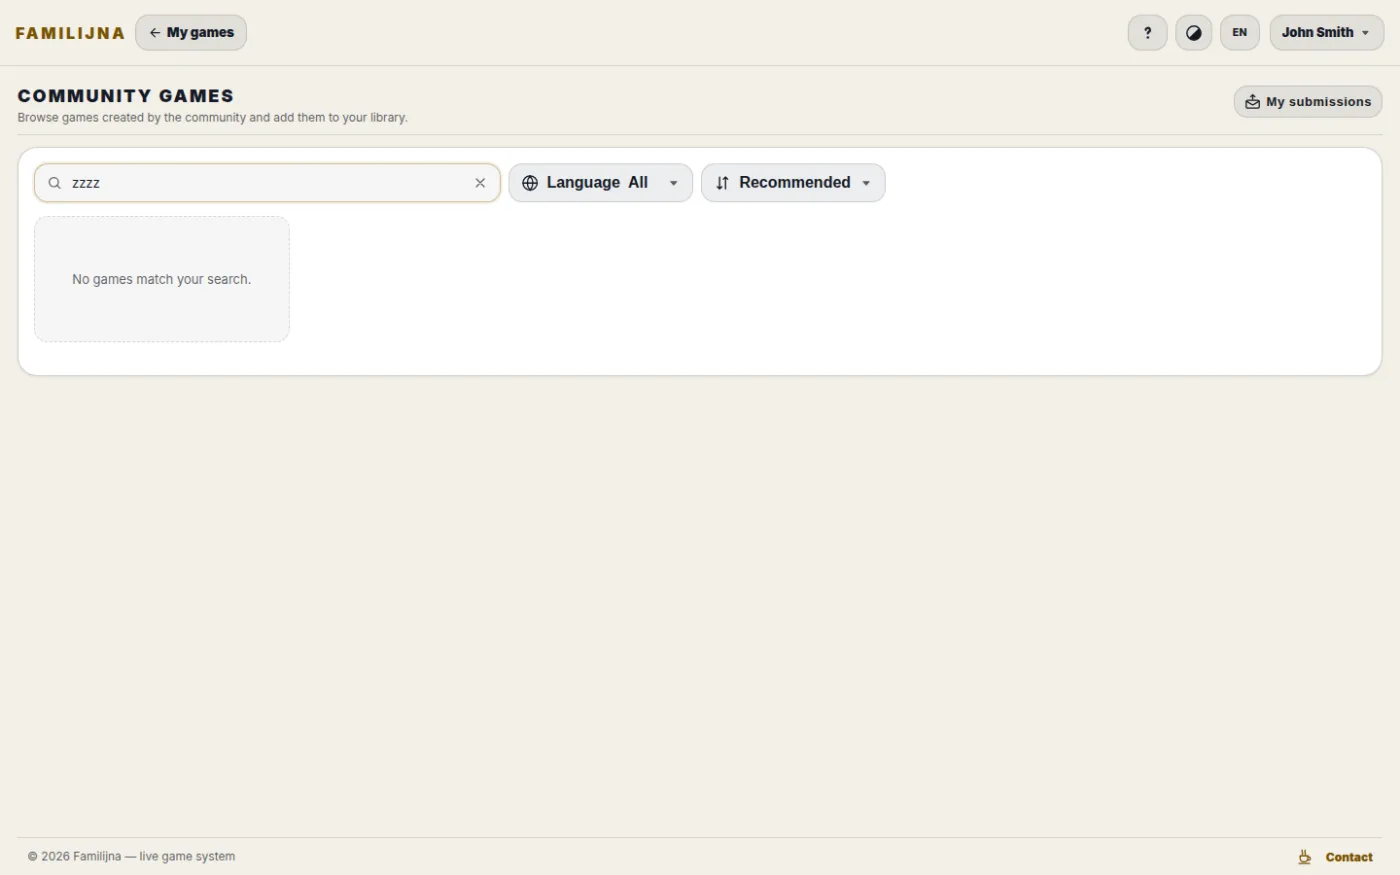 FAMILIJNA
My games
?
EN
John Smith
COMMUNITY GAMES
Browse games created by the community and add them to your library.
My submissions
zzzz
Language All
Recommended
No games match your search.
© 2026 Familijna — live game system
Contact